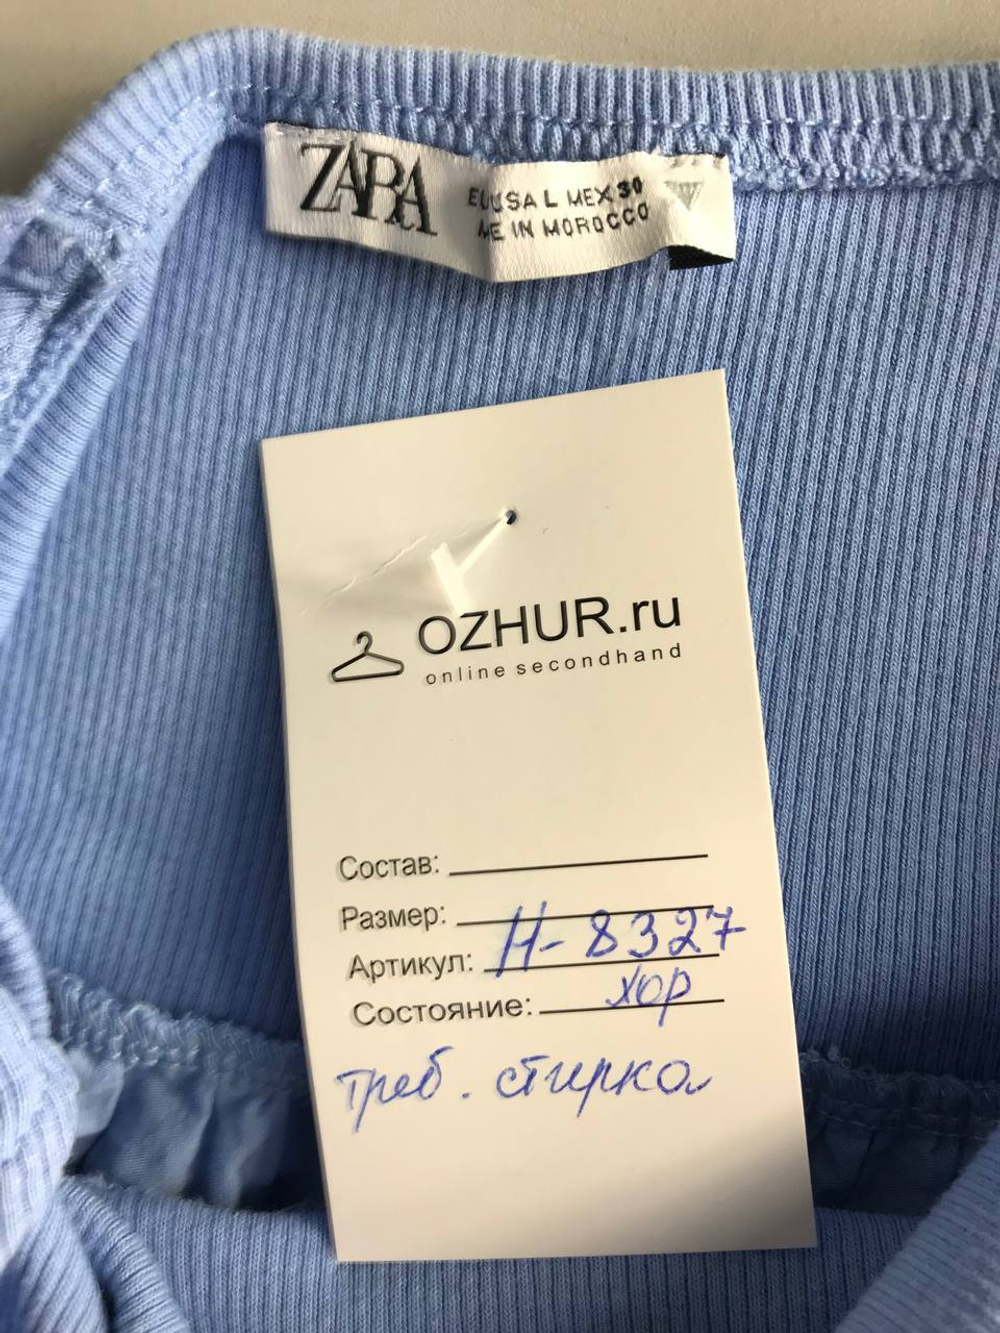 ZARA
EU USA L MEX 30
MADE IN MOROCCO
OZHUR.ru
online secondhand
Состав:
Размер:
Артикул: Н-8327
Состояние: хор
треб. стирка